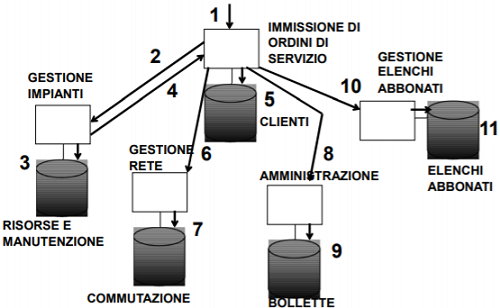 1
IMMISSIONE DI
ORDINI DI
SERVIZIO
2
GESTIONE
ELENCHI
ABBONATI
GESTIONE
IMPIANTI
4
10
5
CLIENTI
11
3
GESTIONE
RETE
6
8
ELENCHI
ABBONATI
AMMINISTRAZIONE
RISORSE E
MANUTENZIONE
7
9
COMMUTAZIONE
BOLLETTE